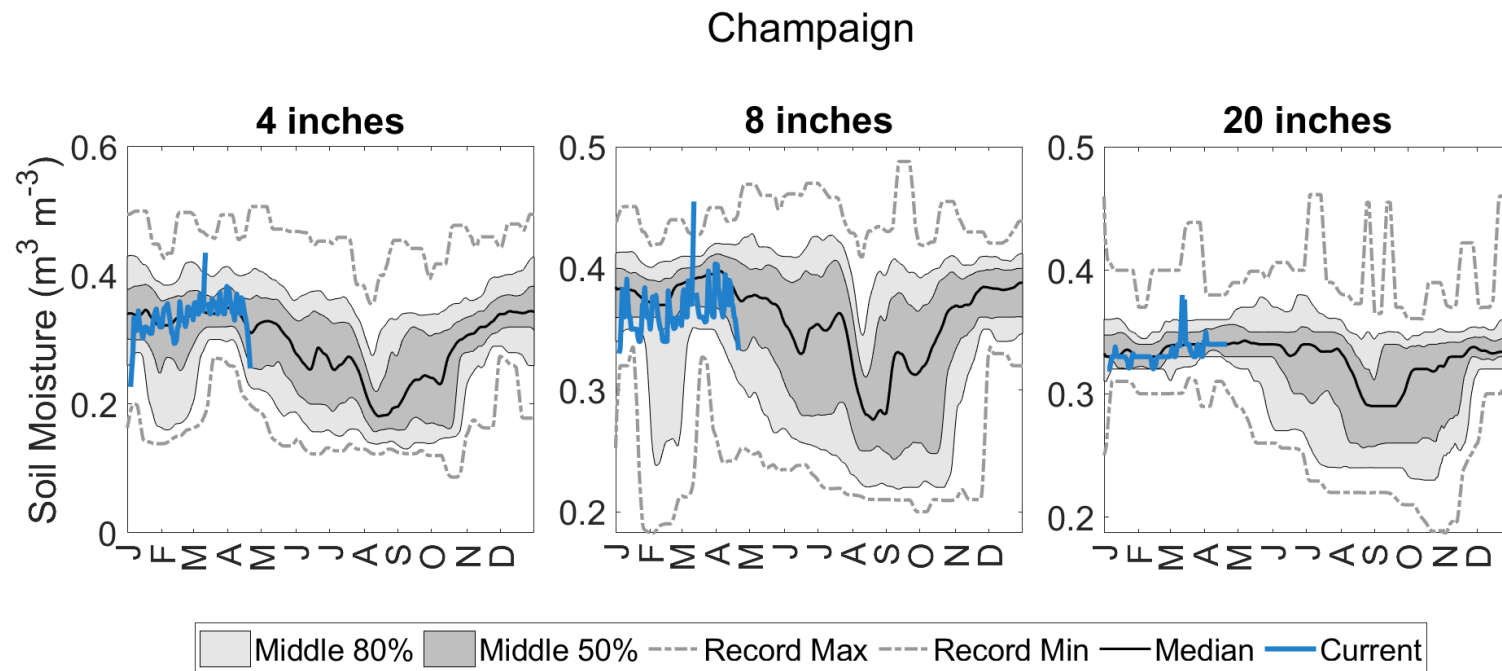 Champaign
4 inches
8 inches
20 inches
Soil Moisture (m³ m⁻³)
0.6
0.4
0.2
0
J F M A M J J A S O N D
0.5
0.4
0.3
0.2
J F M A M J J A S O N D
0.5
0.4
0.3
0.2
J F M A M J J A S O N D
Middle 80% Middle 50% Record Max Record Min Median Current